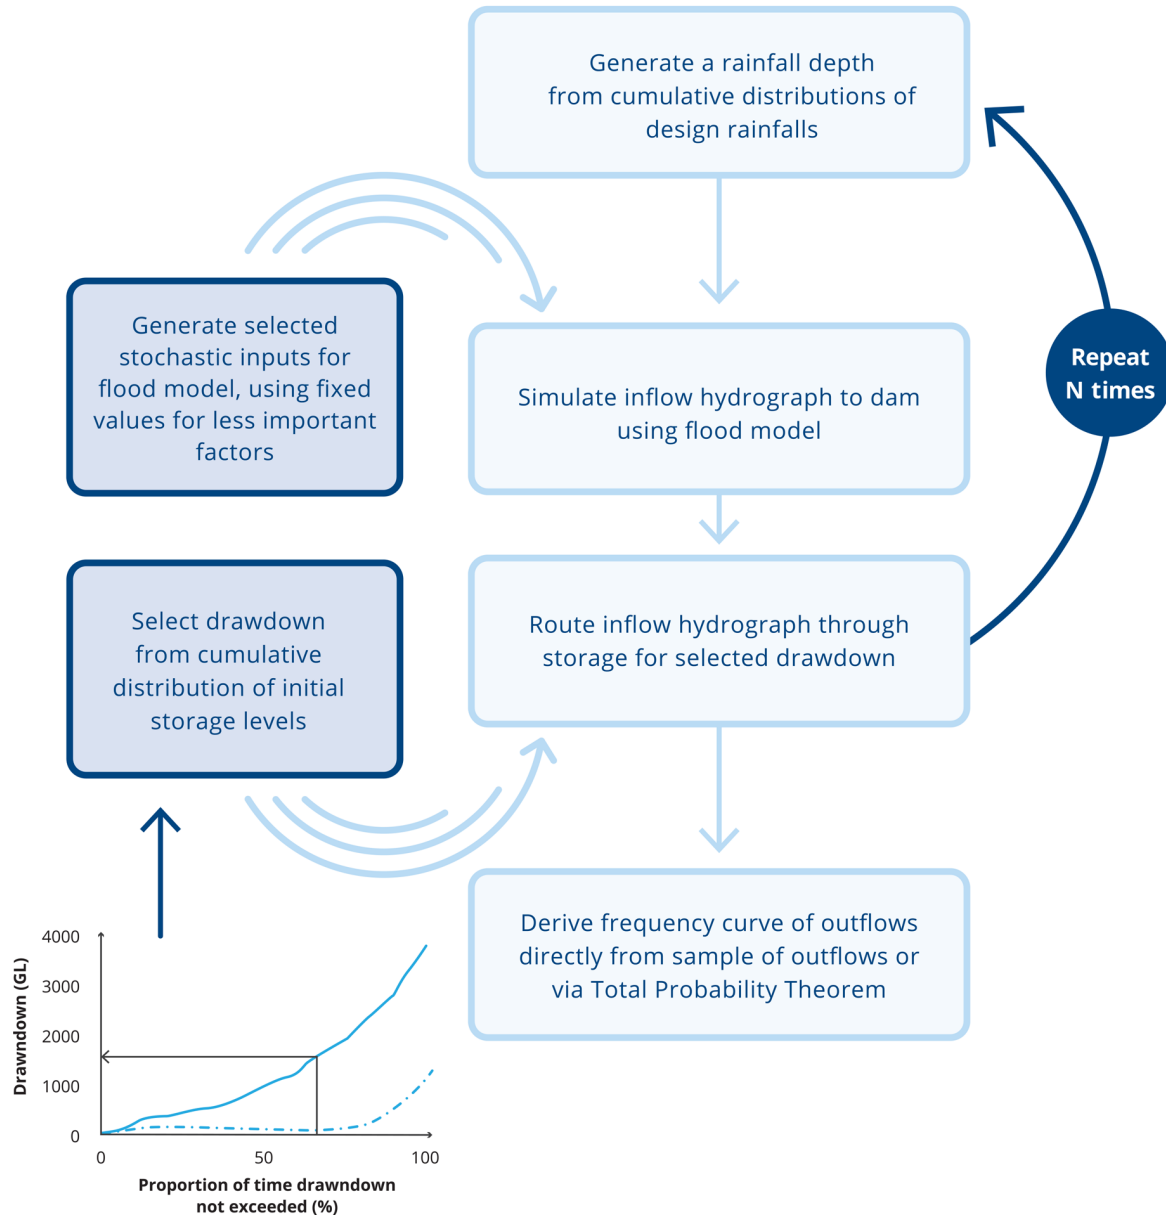 Generate a rainfall depth
from cumulative distributions of
design rainfalls
Generate selected
stochastic inputs for
flood model, using fixed
values for less important
factors
Simulate inflow hydrograph to dam
using flood model
Repeat
N times
Select drawdown
from cumulative
distribution of initial
storage levels
Route inflow hydrograph through
storage for selected drawdown
Derive frequency curve of outflows
directly from sample of outflows or
via Total Probability Theorem
Drawndown (GL)
4000
3000
2000
1000
0
0
50
100
Proportion of time drawndown
not exceeded (%)